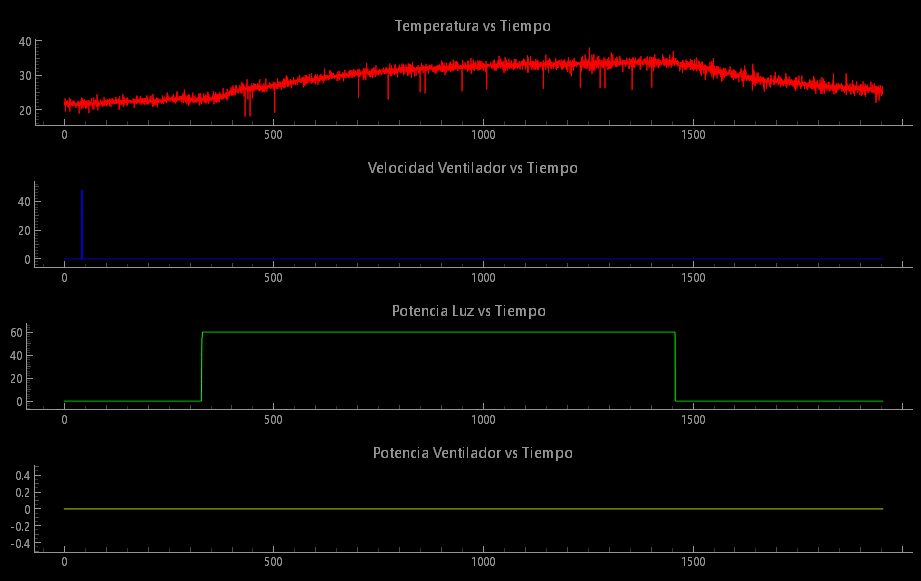 Temperatura vs Tiempo
40
30
20
0 500 1000 1500
Velocidad Ventilador vs Tiempo
40
20
0
0 500 1000 1500
Potencia Luz vs Tiempo
60
40
20
0
0 500 1000 1500
Potencia Ventilador vs Tiempo
0.4
0.2
0
-0.2
-0.4
0 500 1000 1500